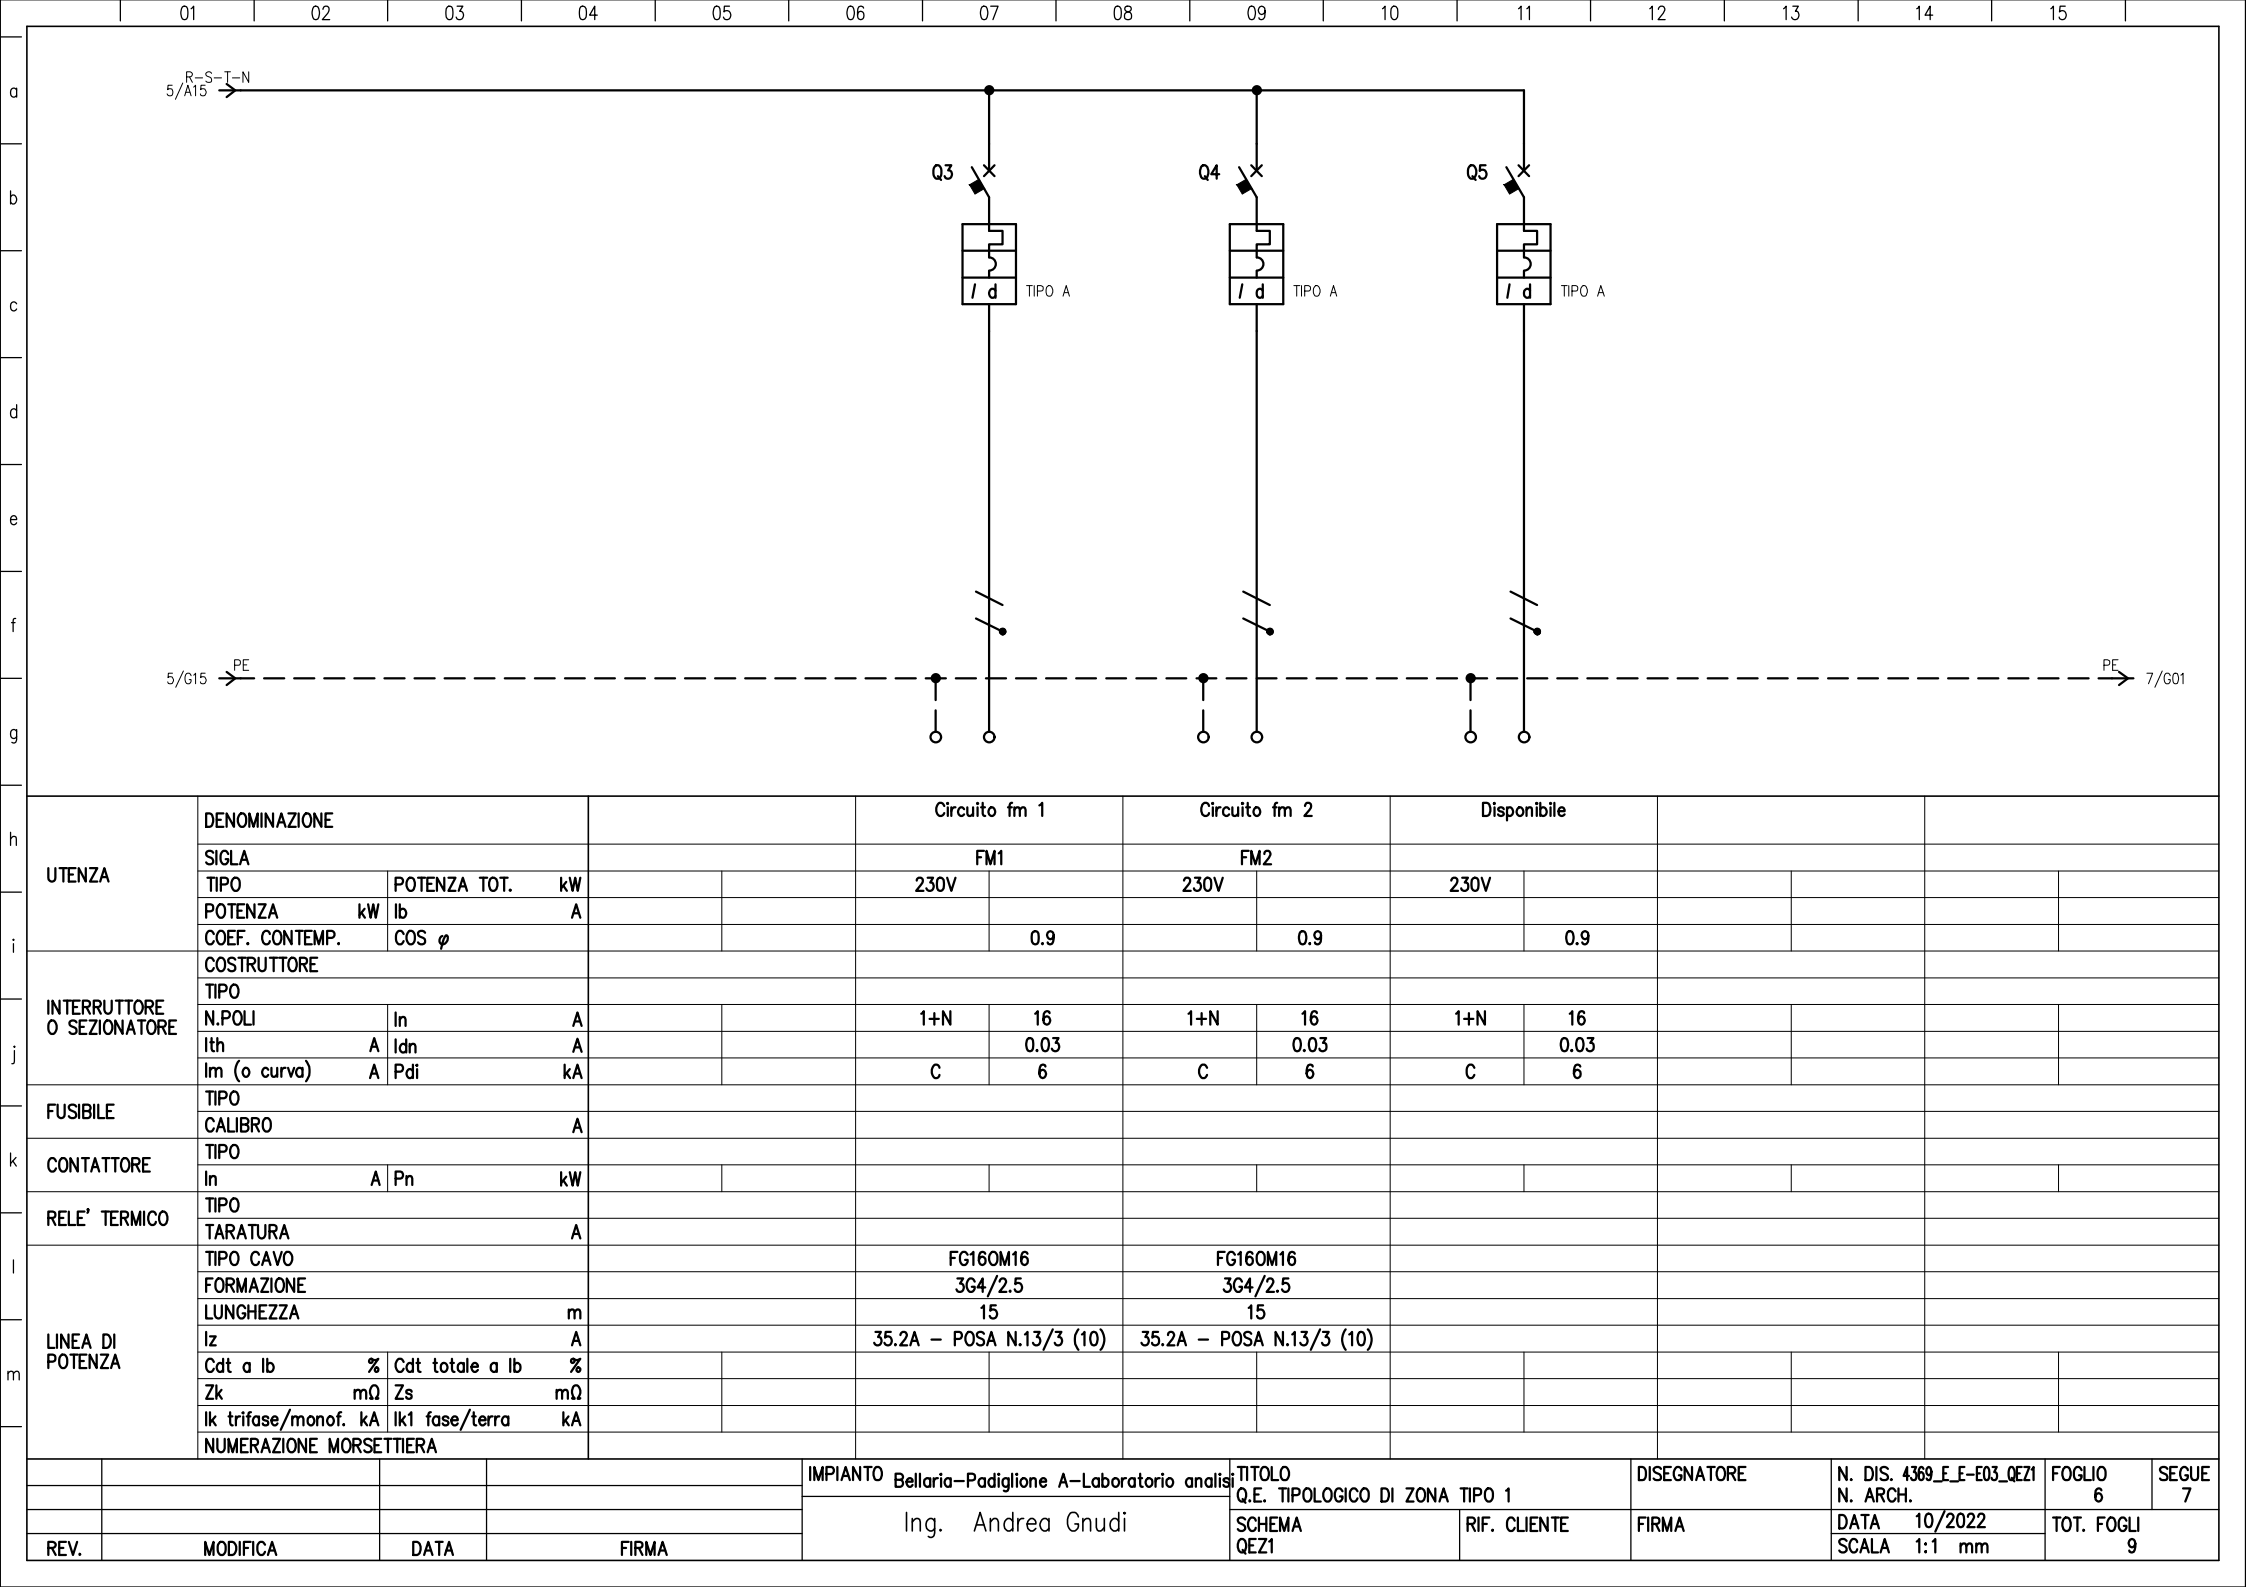 01 02 03 04 05 06 07 08 09 10 11 12 13 14 15
a
b
c
d
e
f
g
h
i
j
k
l
m
R-S-T-N
5/A15
Q3 Q4 Q5
I d TIPO A I d TIPO A I d TIPO A
5/G15 PE PE 7/G01
UTENZA
DENOMINAZIONE Circuito fm 1 Circuito fm 2 Disponibile
SIGLA FM1 FM2
TIPO POTENZA TOT. kW 230V 230V 230V
POTENZA kW Ib A
COEF. CONTEMP. COS φ 0.9 0.9 0.9
INTERRUTTORE
O SEZIONATORE
COSTRUTTORE
TIPO
N.POLI In A 1+N 16 1+N 16 1+N 16
Ith A Idn A 0.03 0.03 0.03
Im (o curva) A Pdi kA C 6 C 6 C 6
FUSIBILE
TIPO
CALIBRO A
CONTATTORE
TIPO
In A Pn kW
RELE' TERMICO
TIPO
TARATURA A
LINEA DI
POTENZA
TIPO CAVO FG16OM16 FG16OM16
FORMAZIONE 3G4/2.5 3G4/2.5
LUNGHEZZA m 15 15
Iz A 35.2A - POSA N.13/3 (10) 35.2A - POSA N.13/3 (10)
Cdt a Ib % Cdt totale a Ib %
Zk mΩ Zs mΩ
Ik trifase/monof. kA Ik1 fase/terra kA
NUMERAZIONE MORSETTIERA
REV. MODIFICA DATA FIRMA
IMPIANTO Bellaria-Padiglione A-Laboratorio analisi
Ing. Andrea Gnudi
TITOLO
Q.E. TIPOLOGICO DI ZONA TIPO 1
SCHEMA
QEZ1
RIF. CLIENTE
DISEGNATORE
FIRMA
N. DIS. 4369_E_E-E03_QEZ1
N. ARCH.
DATA 10/2022
SCALA 1:1 mm
FOGLIO
6
SEGUE
7
TOT. FOGLI
9